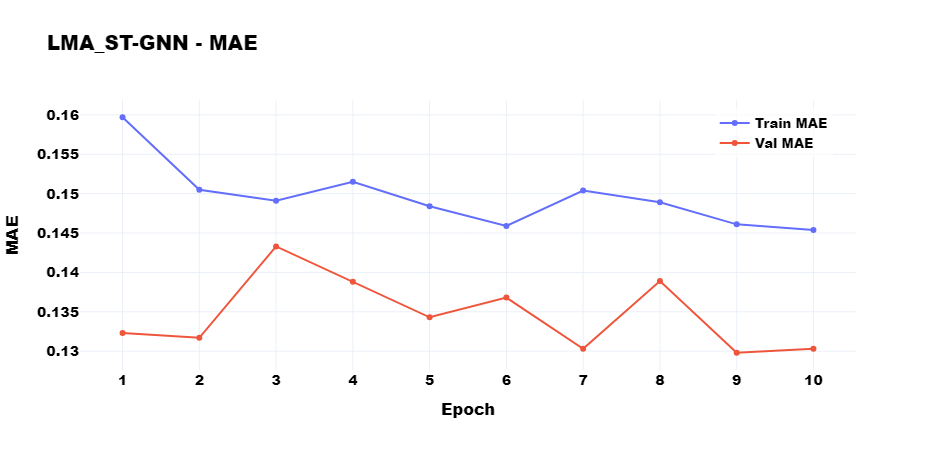 LMA_ST-GNN - MAE
Train MAE
Val MAE
MAE
0.16
0.155
0.15
0.145
0.14
0.135
0.13
1 2 3 4 5 6 7 8 9 10
Epoch